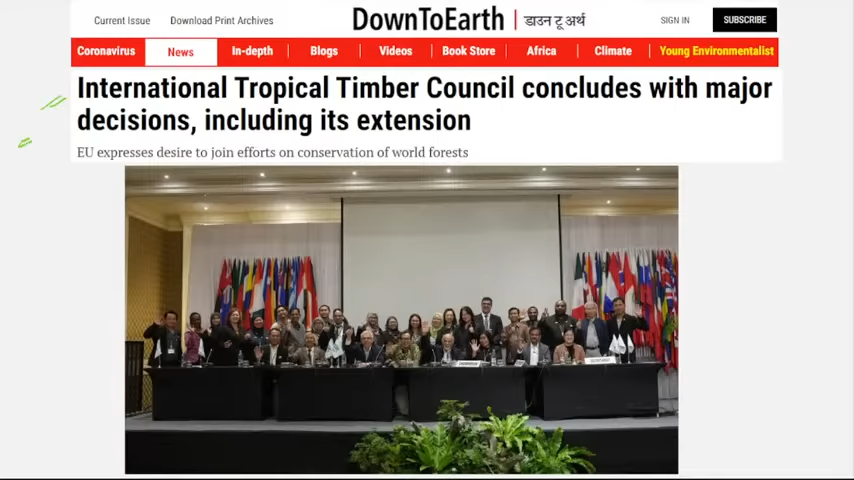 Current Issue Download Print Archives DownToEarth | डाउन टू अर्थ SIGN IN SUBSCRIBE
Coronavirus News In-depth Blogs Videos Book Store Africa Climate Young Environmentalist
International Tropical Timber Council concludes with major
decisions, including its extension
EU expresses desire to join efforts on conservation of world forests